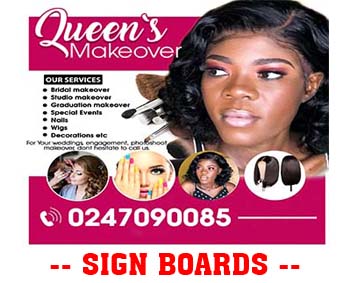 Queen's
Makeover
OUR SERVICES
Bridal makeover
Studio makeover
Graduation makeover
Special Events
Nails
Wigs
Decorations etc
For Your weddings, engagement, photoshoot
makeover, dont hesitate to call us.
0247090085
-- SIGN BOARDS --